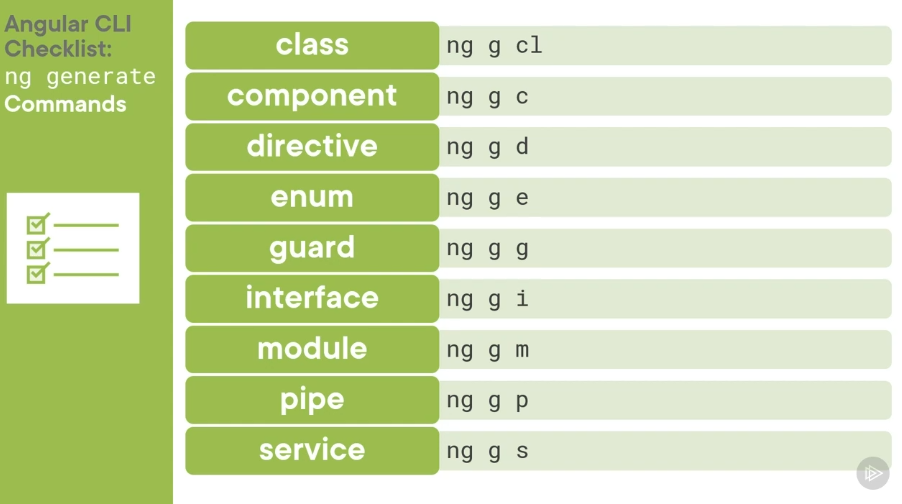 Angular CLI
Checklist:
ng generate
Commands
class ng g cl
component ng g c
directive ng g d
enum ng g e
guard ng g g
interface ng g i
module ng g m
pipe ng g p
service ng g s